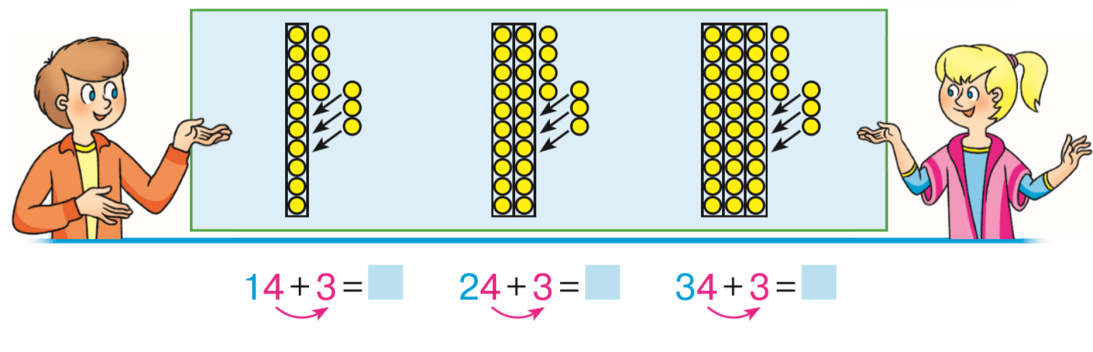 14 + 3 = 24 + 3 = 34 + 3 =